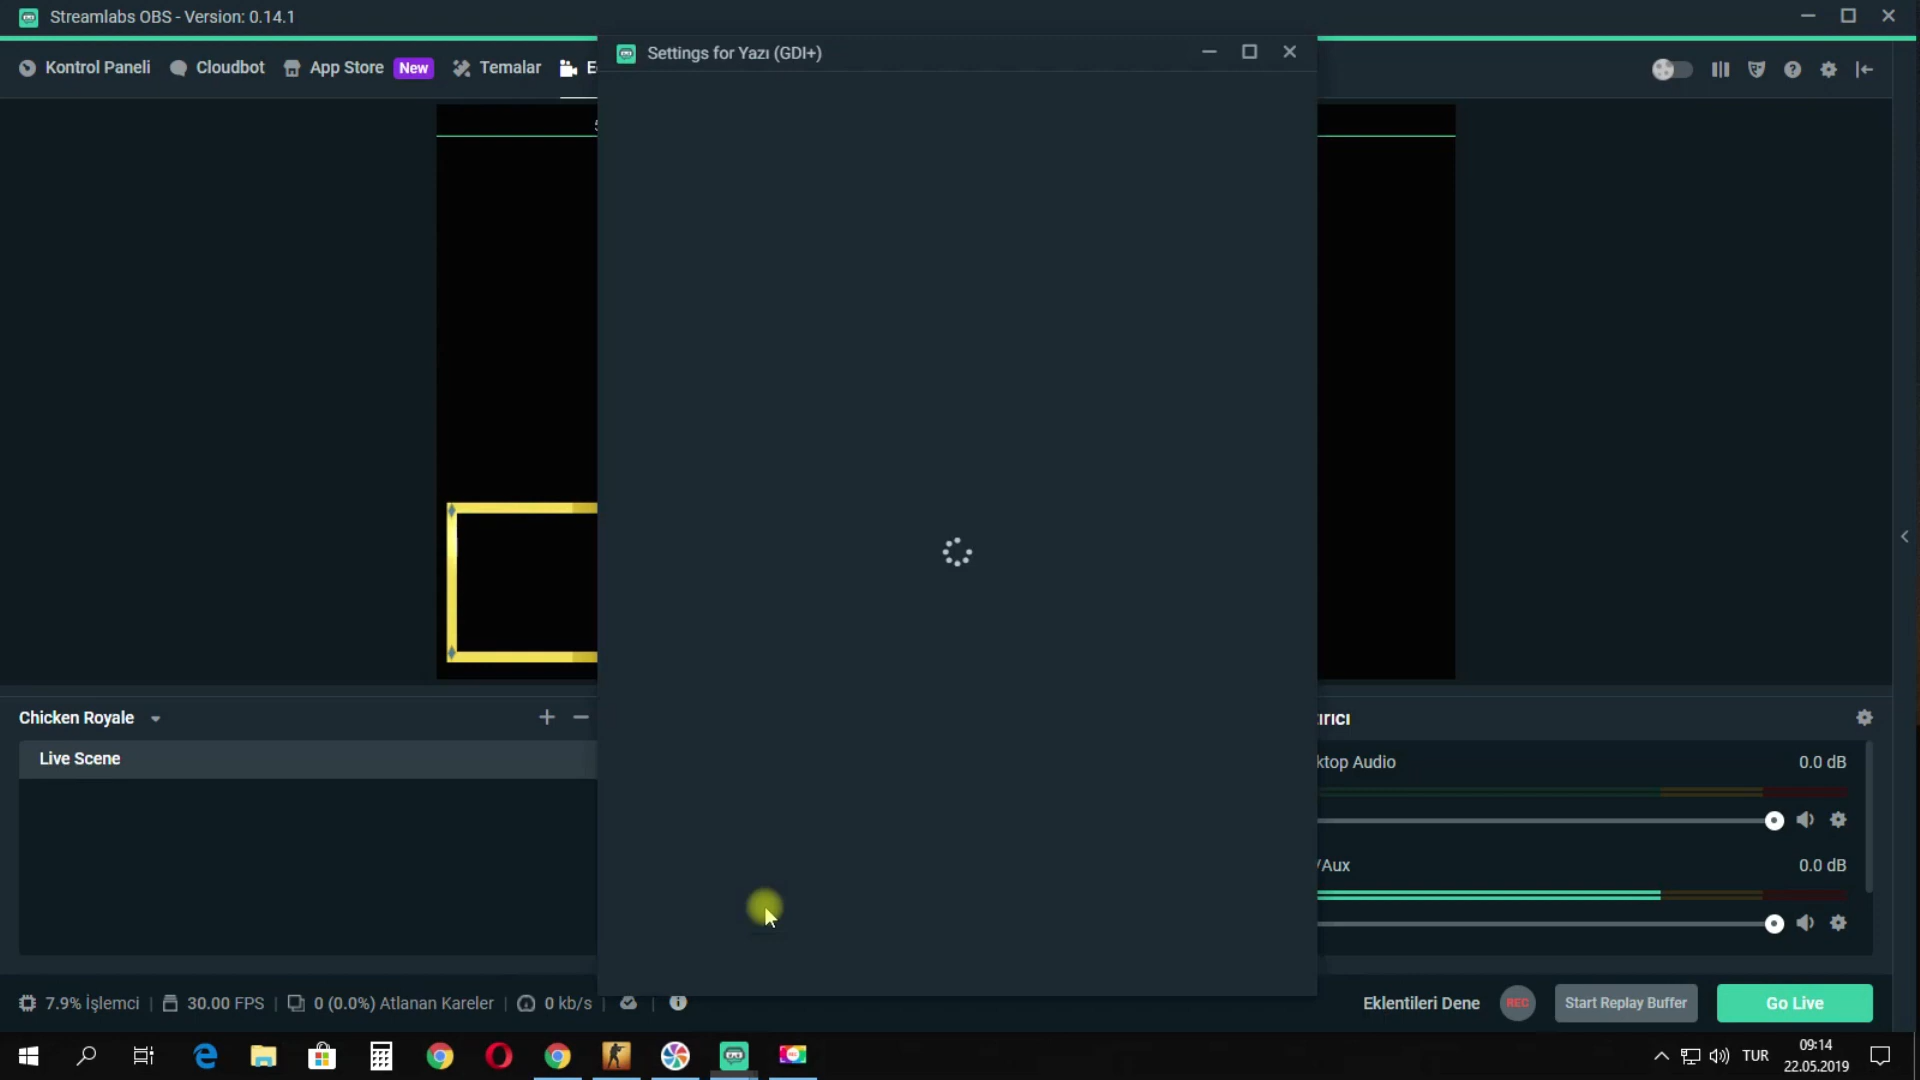 Streamlabs OBS - Version: 0.14.1
Settings for Yazı (GDI+)
Kontrol Paneli
Cloudbot
App Store
New
Temalar
Chicken Royale
Live Scene
ırıcı
ktop Audio
0.0 dB
/Aux
0.0 dB
7.9% İşlemci
30.00 FPS
0 (0.0%) Atlanan Kareler
0 kb/s
Eklentileri Dene
REC
Start Replay Buffer
Go Live
TUR
09:14
22.05.2019